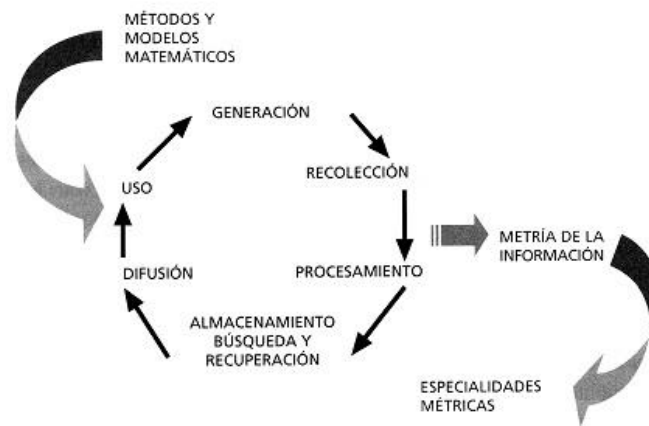 MÉTODOS Y
MODELOS
MATEMÁTICOS
GENERACIÓN
RECOLECCIÓN
USO
METRÍA DE LA
INFORMACIÓN
DIFUSIÓN
PROCESAMIENTO
ALMACENAMIENTO
BÚSQUEDA Y
RECUPERACIÓN
ESPECIALIDADES
MÉTRICAS